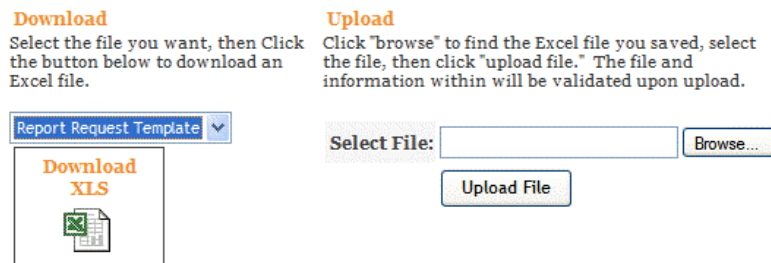 Download
Select the file you want, then Click
the button below to download an
Excel file.
Report Request Template
Download
XLS
Upload
Click "browse" to find the Excel file you saved, select
the file, then click "upload file." The file and
information within will be validated upon upload.
Select File:
Browse...
Upload File